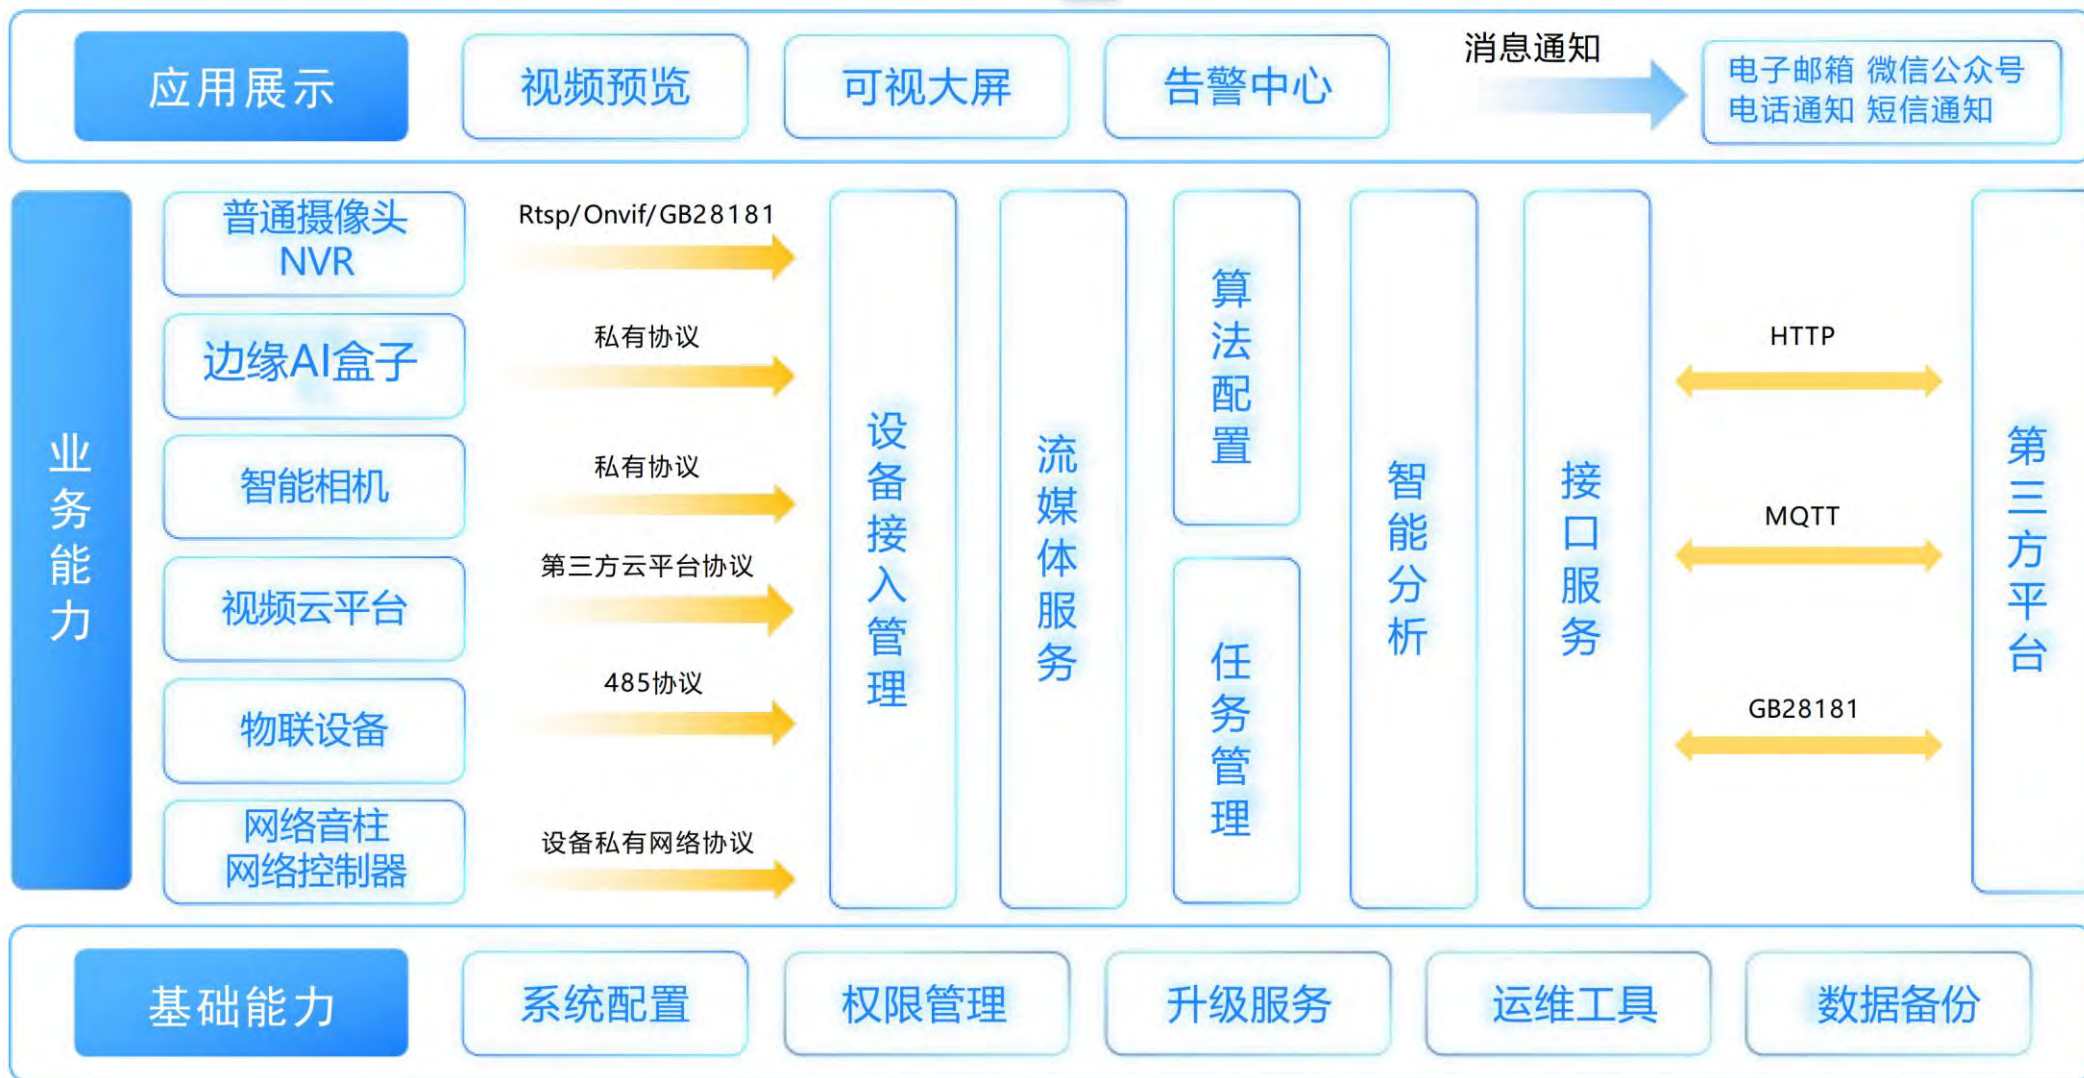 应用展示
视频预览
可视大屏
告警中心
消息通知
电子邮箱 微信公众号
电话通知 短信通知
业务能力
普通摄像头
NVR
Rtsp/Onvif/GB28181
边缘AI盒子
私有协议
智能相机
私有协议
视频云平台
第三方云平台协议
物联设备
485协议
网络音柱
网络控制器
设备私有网络协议
设备接入管理
流媒体服务
算法配置
任务管理
智能分析
接口服务
HTTP
MQTT
GB28181
第三方平台
基础能力
系统配置
权限管理
升级服务
运维工具
数据备份